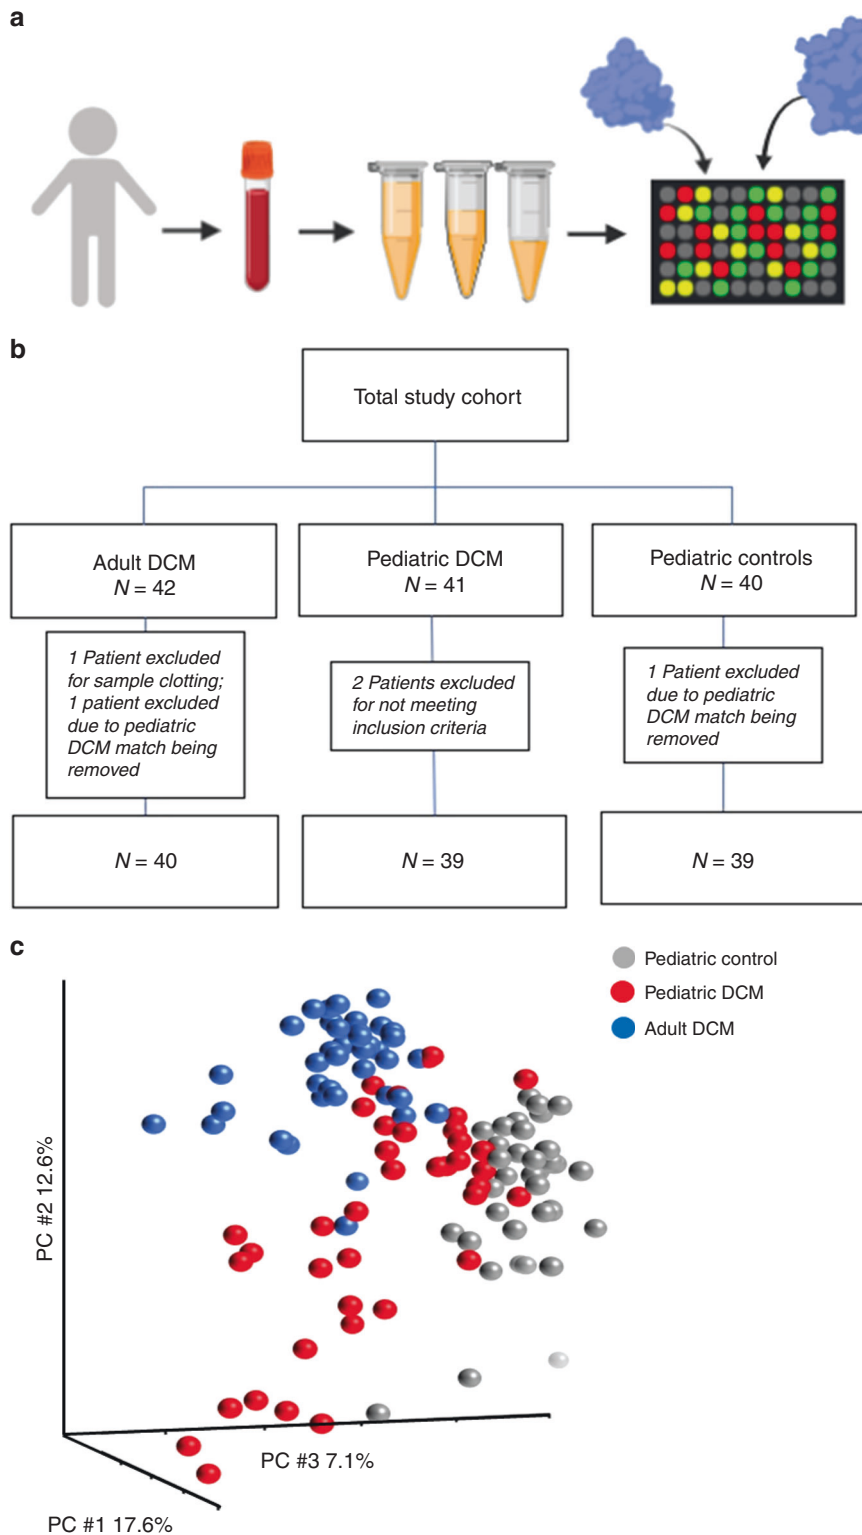 a
b
Total study cohort
Adult DCM
N = 42
Pediatric DCM
N = 41
Pediatric controls
N = 40
1 Patient excluded
for sample clotting;
1 patient excluded
due to pediatric
DCM match being
removed
2 Patients excluded
for not meeting
inclusion criteria
1 Patient excluded
due to pediatric
DCM match being
removed
N = 40
N = 39
N = 39
c
Pediatric control
Pediatric DCM
Adult DCM
PC #2 12.6%
PC #3 7.1%
PC #1 17.6%